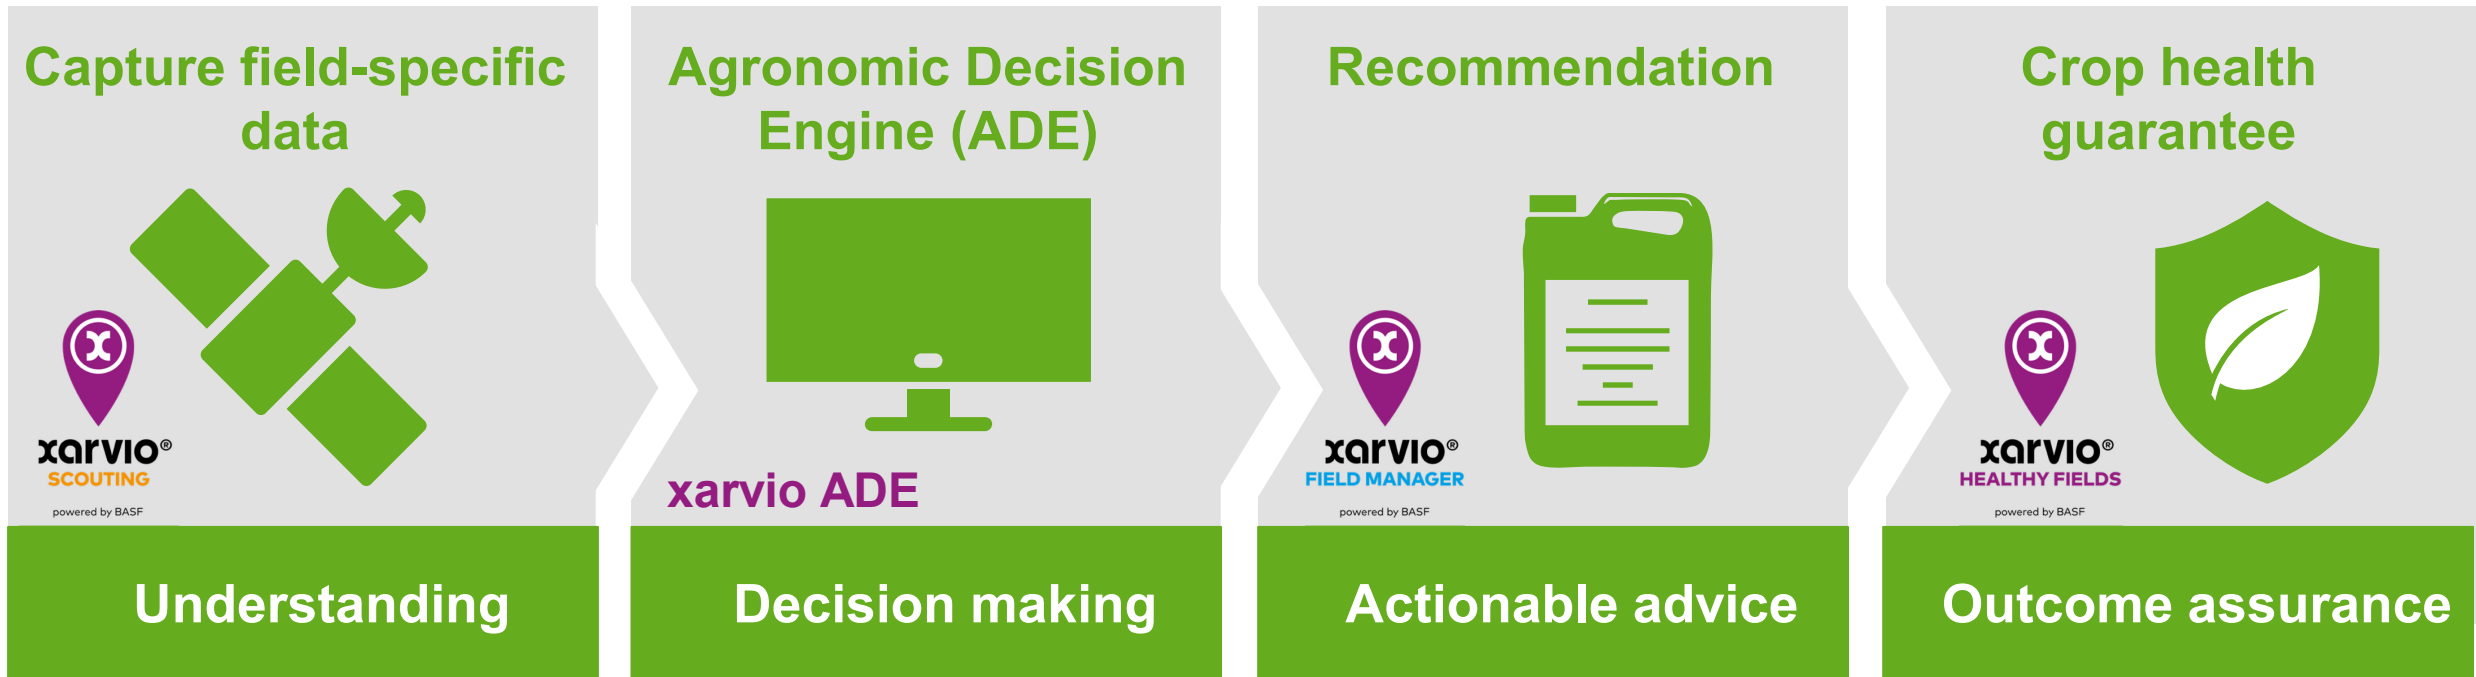 Capture field-specific
data
xarvio®
SCOUTING
powered by BASF
Understanding
Agronomic Decision
Engine (ADE)
xarvio ADE
Decision making
Recommendation
xarvio®
FIELD MANAGER
powered by BASF
Actionable advice
Crop health
guarantee
xarvio®
HEALTHY FIELDS
powered by BASF
Outcome assurance